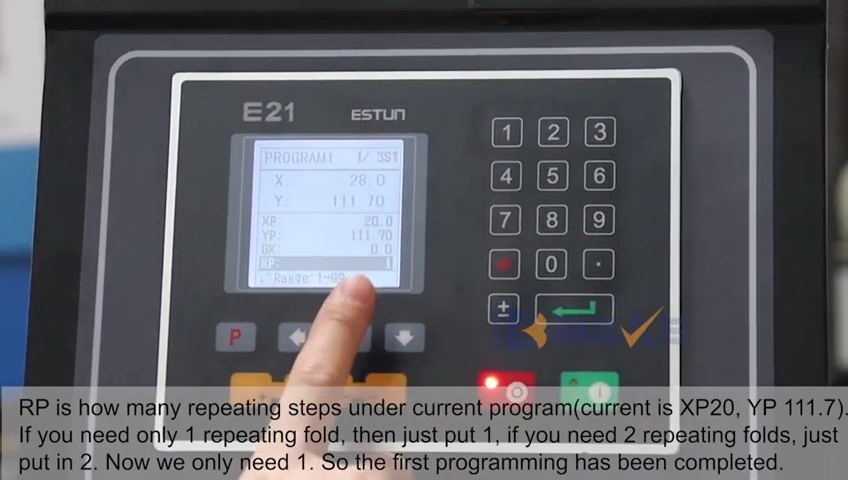 E21 ESTUN
PROGRAM1 1/ 3ST
X: 28.0
Y: 111.70
XP: 20.0
YP: 111.70
DX: 0.0
RP: 1
Range:1~99
1 2 3
4 5 6
7 8 9
0 .
±
P
RP is how many repeating steps under current program(current is XP20, YP 111.7).
If you need only 1 repeating fold, then just put 1, if you need 2 repeating folds, just
put in 2. Now we only need 1. So the first programming has been completed.